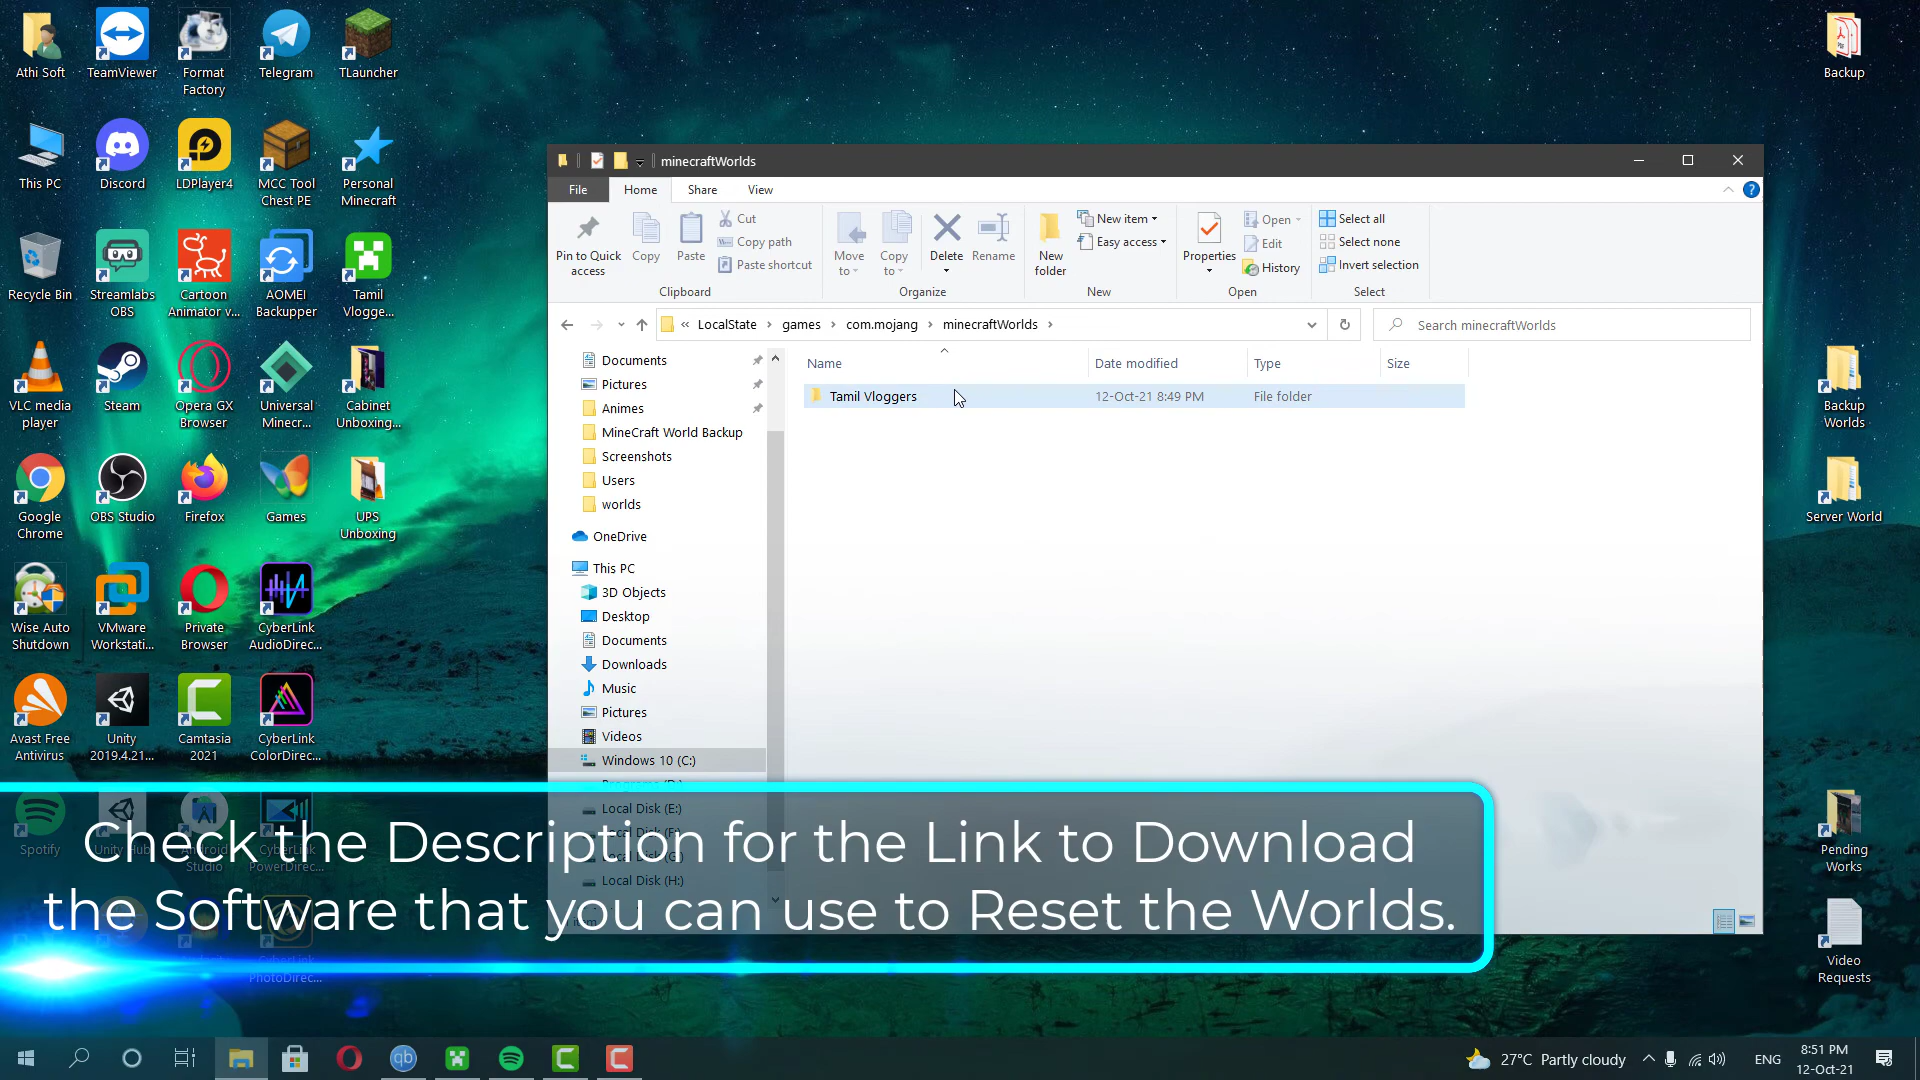 Athi Soft
TeamViewer
Format
Factory
Telegram
TLauncher
Backup
This PC
Discord
LDPlayer4
MCC Tool
Chest PE
Personal
Minecraft
Recycle Bin
Streamlabs
OBS
Cartoon
Animator v...
AOMEI
Backupper
Tamil
Vlogge...
VLC media
player
Steam
Opera GX
Browser
Universal
Minecr...
Cabinet
Unboxing...
Google
Chrome
OBS Studio
Firefox
Games
UPS
Unboxing
Wise Auto
Shutdown
VMware
Workstati...
Private
Browser
CyberLink
AudioDirec...
Avast Free
Antivirus
Unity
2019.4.21...
Camtasia
2021
CyberLink
ColorDirec...
Spotify
Unity Hub
Android
Studio
CyberLink
PowerDirec...
CyberLink
PhotoDirec...
minecraftWorlds
File
Home
Share
View
Pin to Quick
access
Copy
Paste
Cut
Copy path
Paste shortcut
Clipboard
Move
to
Copy
to
Delete
Rename
Organize
New
folder
New item
Easy access
New
Properties
Open
Edit
History
Open
Select all
Select none
Invert selection
Select
« LocalState › games › com.mojang › minecraftWorlds ›
Search minecraftWorlds
Documents
Pictures
Animes
MineCraft World Backup
Screenshots
Users
worlds
OneDrive
This PC
3D Objects
Desktop
Documents
Downloads
Music
Pictures
Videos
Windows 10 (C:)
Local Disk (E:)
Local Disk (H:)
Name
Date modified
Type
Size
Tamil Vloggers
12-Oct-21 8:49 PM
File folder
Backup
Worlds
Server World
Pending
Works
Video
Requests
Check the Description for the Link to Download
the Software that you can use to Reset the Worlds.
27°C Partly cloudy
ENG
8:51 PM
12-Oct-21